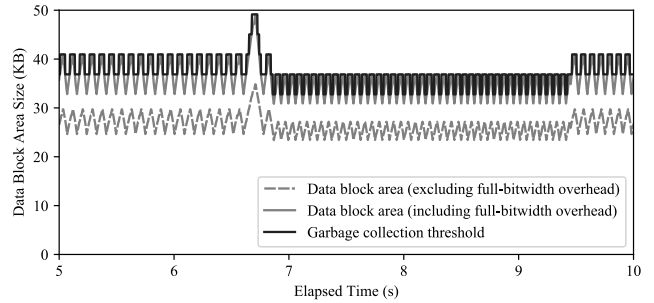 50
40
30
20
10
0
Data Block Area Size (KB)
Data block area (excluding full-bitwidth overhead)
Data block area (including full-bitwidth overhead)
Garbage collection threshold
5 6 7 8 9 10
Elapsed Time (s)